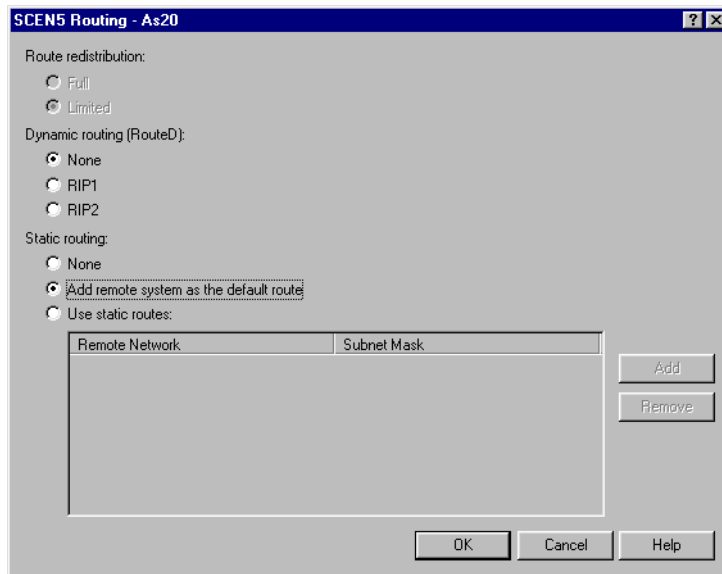 SCEN5 Routing - As20
Route redistribution:
Full
Limited
Dynamic routing (RouteD):
None
RIP1
RIP2
Static routing:
None
Add remote system as the default route
Use static routes:
Remote Network Subnet Mask
Add
Remove
OK Cancel Help